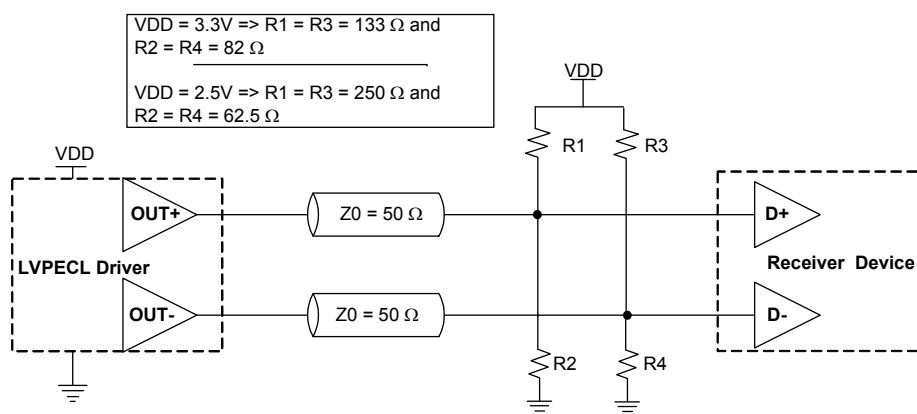 VDD = 3.3V => R1 = R3 = 133 Ω and
R2 = R4 = 82 Ω
VDD = 2.5V => R1 = R3 = 250 Ω and
R2 = R4 = 62.5 Ω
VDD
R1
R3
VDD
OUT+
Z0 = 50 Ω
D+
LVPECL Driver
Receiver Device
OUT-
Z0 = 50 Ω
D-
R2
R4